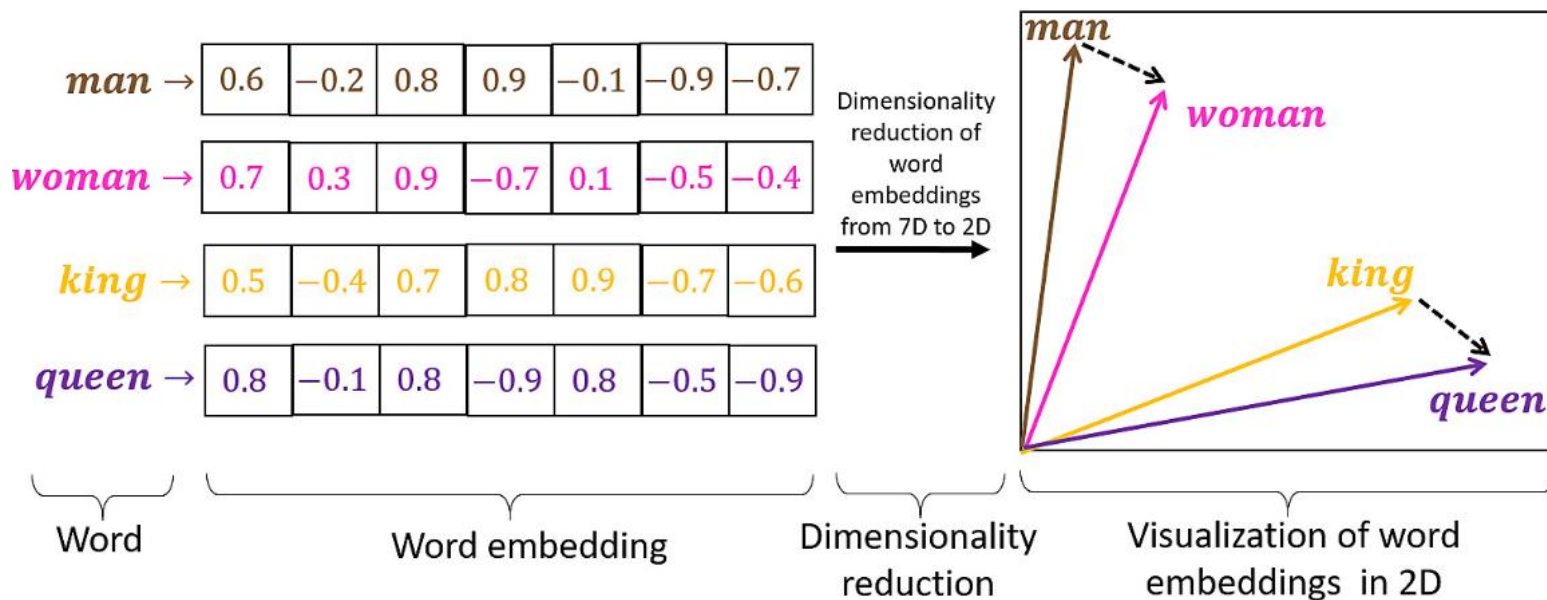 man → 0.6 −0.2 0.8 0.9 −0.1 −0.9 −0.7
woman → 0.7 0.3 0.9 −0.7 0.1 −0.5 −0.4
king → 0.5 −0.4 0.7 0.8 0.9 −0.7 −0.6
queen → 0.8 −0.1 0.8 −0.9 0.8 −0.5 −0.9
Dimensionality
reduction of
word
embeddings
from 7D to 2D
man
woman
king
queen
Word
Word embedding
Dimensionality
reduction
Visualization of word
embeddings in 2D